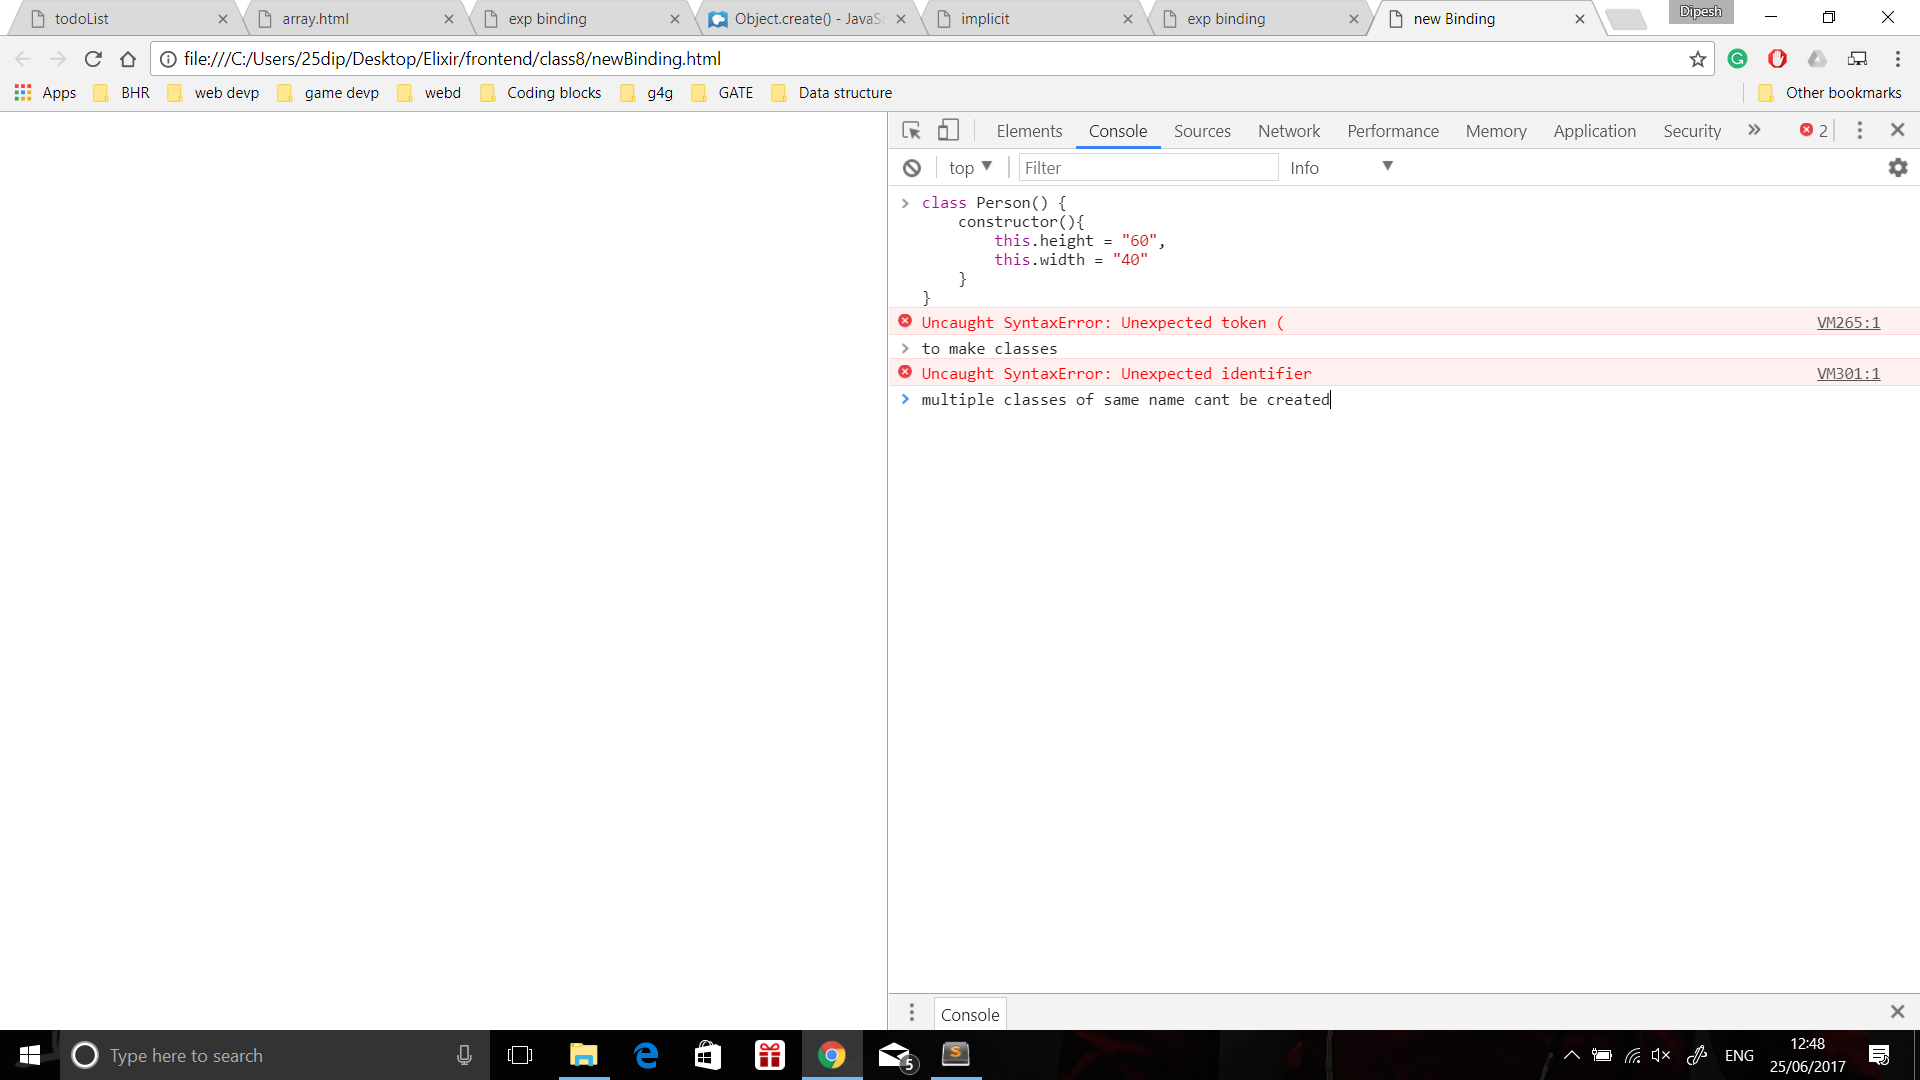 todoList
array.html
exp binding
Object.create() - JavaSc
implicit
exp binding
new Binding
Dipesh
file:///C:/Users/25dip/Desktop/Elixir/frontend/class8/newBinding.html
Apps
BHR
web devp
game devp
webd
Coding blocks
g4g
GATE
Data structure
Other bookmarks
Elements
Console
Sources
Network
Performance
Memory
Application
Security
2
top
Filter
Info
class Person() {
constructor(){
this.height = "60",
this.width = "40"
}
}
Uncaught SyntaxError: Unexpected token (
VM265:1
to make classes
Uncaught SyntaxError: Unexpected identifier
VM301:1
multiple classes of same name cant be created
Console
Type here to search
5
S
ENG
12:48
25/06/2017